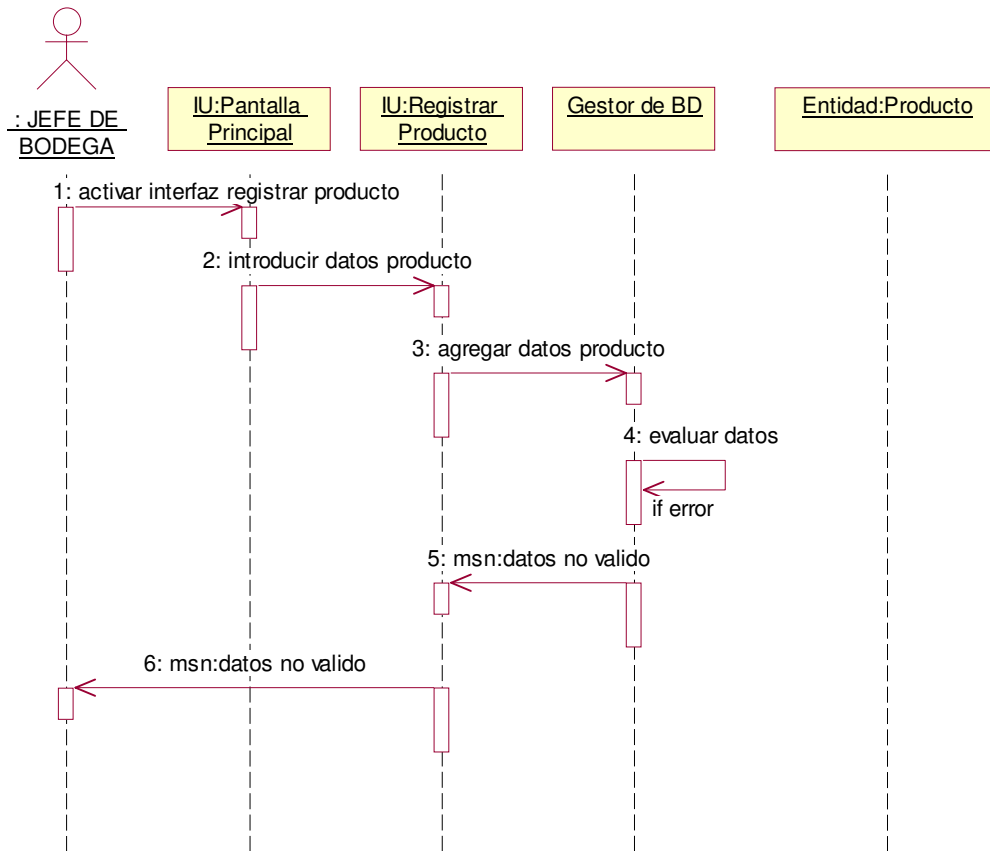 : JEFE DE
BODEGA
IU:Pantalla
Principal
IU:Registrar
Producto
Gestor de BD
Entidad:Producto
1: activar interfaz registrar producto
2: introducir datos producto
3: agregar datos producto
4: evaluar datos
if error
5: msn:datos no valido
6: msn:datos no valido